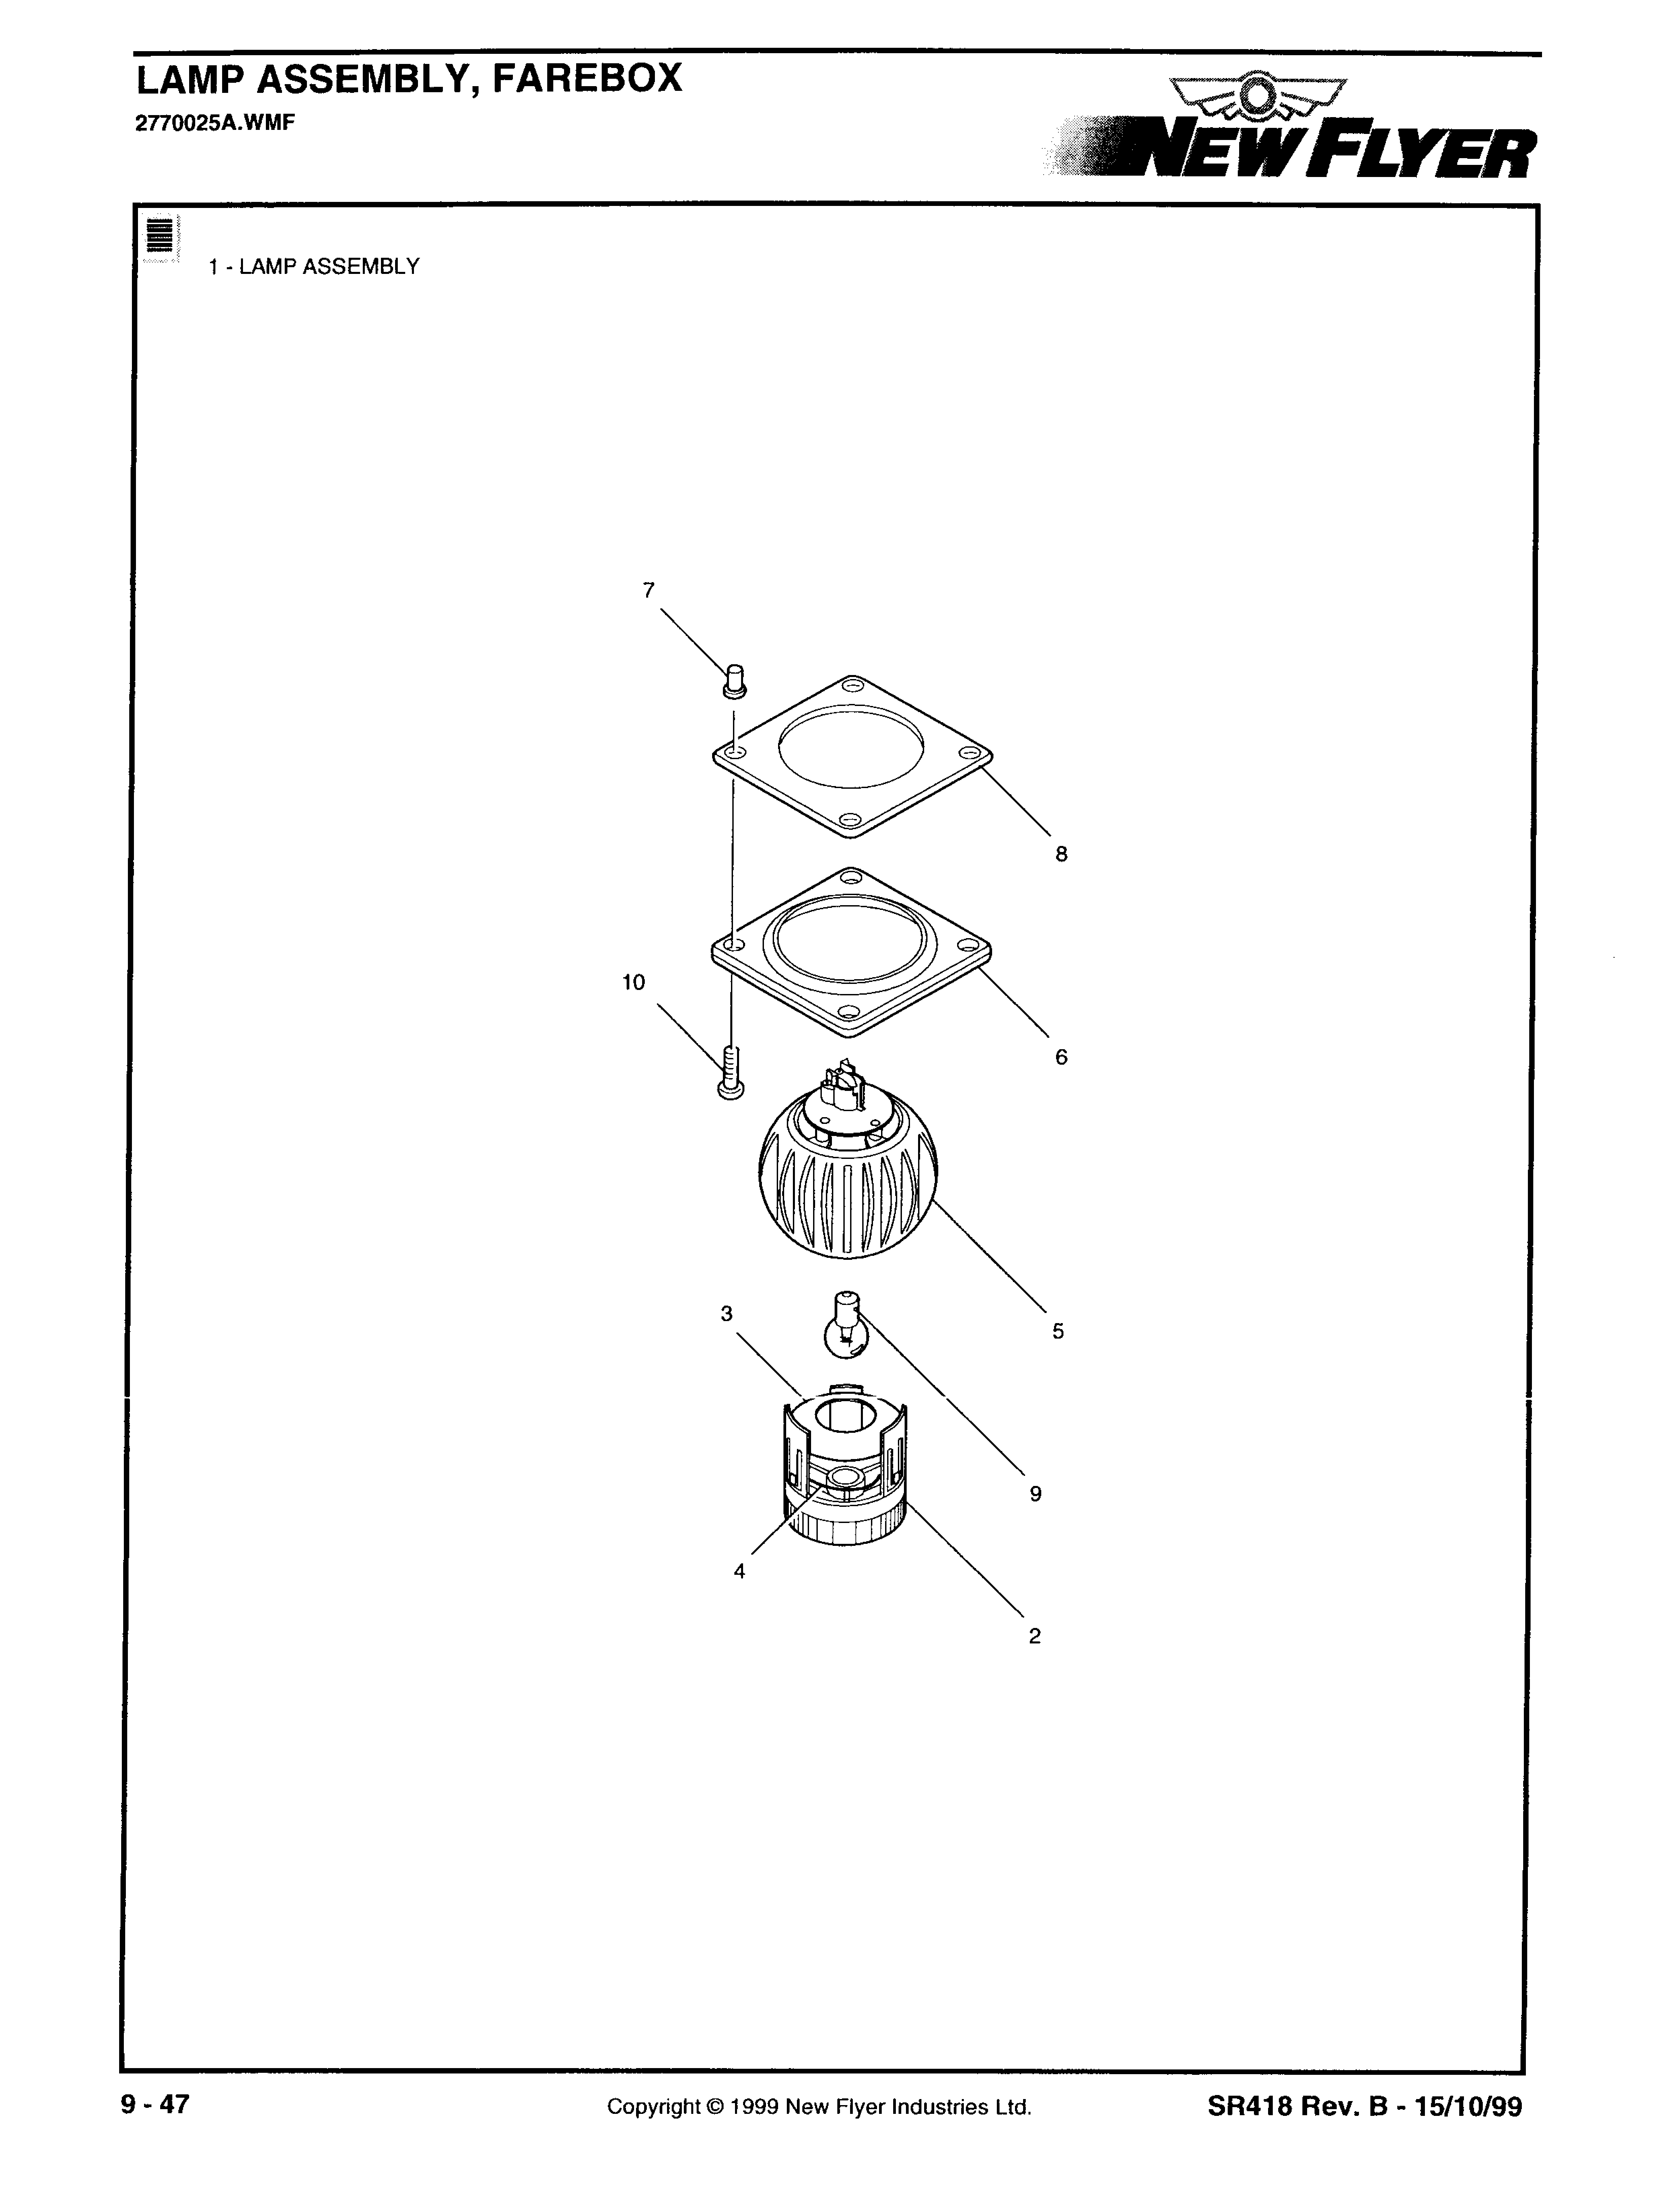 LAMP ASSEMBLY, FAREBOX
2770025A.WMF
NEW FLYER
1 - LAMP ASSEMBLY
7
8
10
6
3
5
9
4
2
9 - 47
Copyright © 1999 New Flyer Industries Ltd.
SR418 Rev. B - 15/10/99